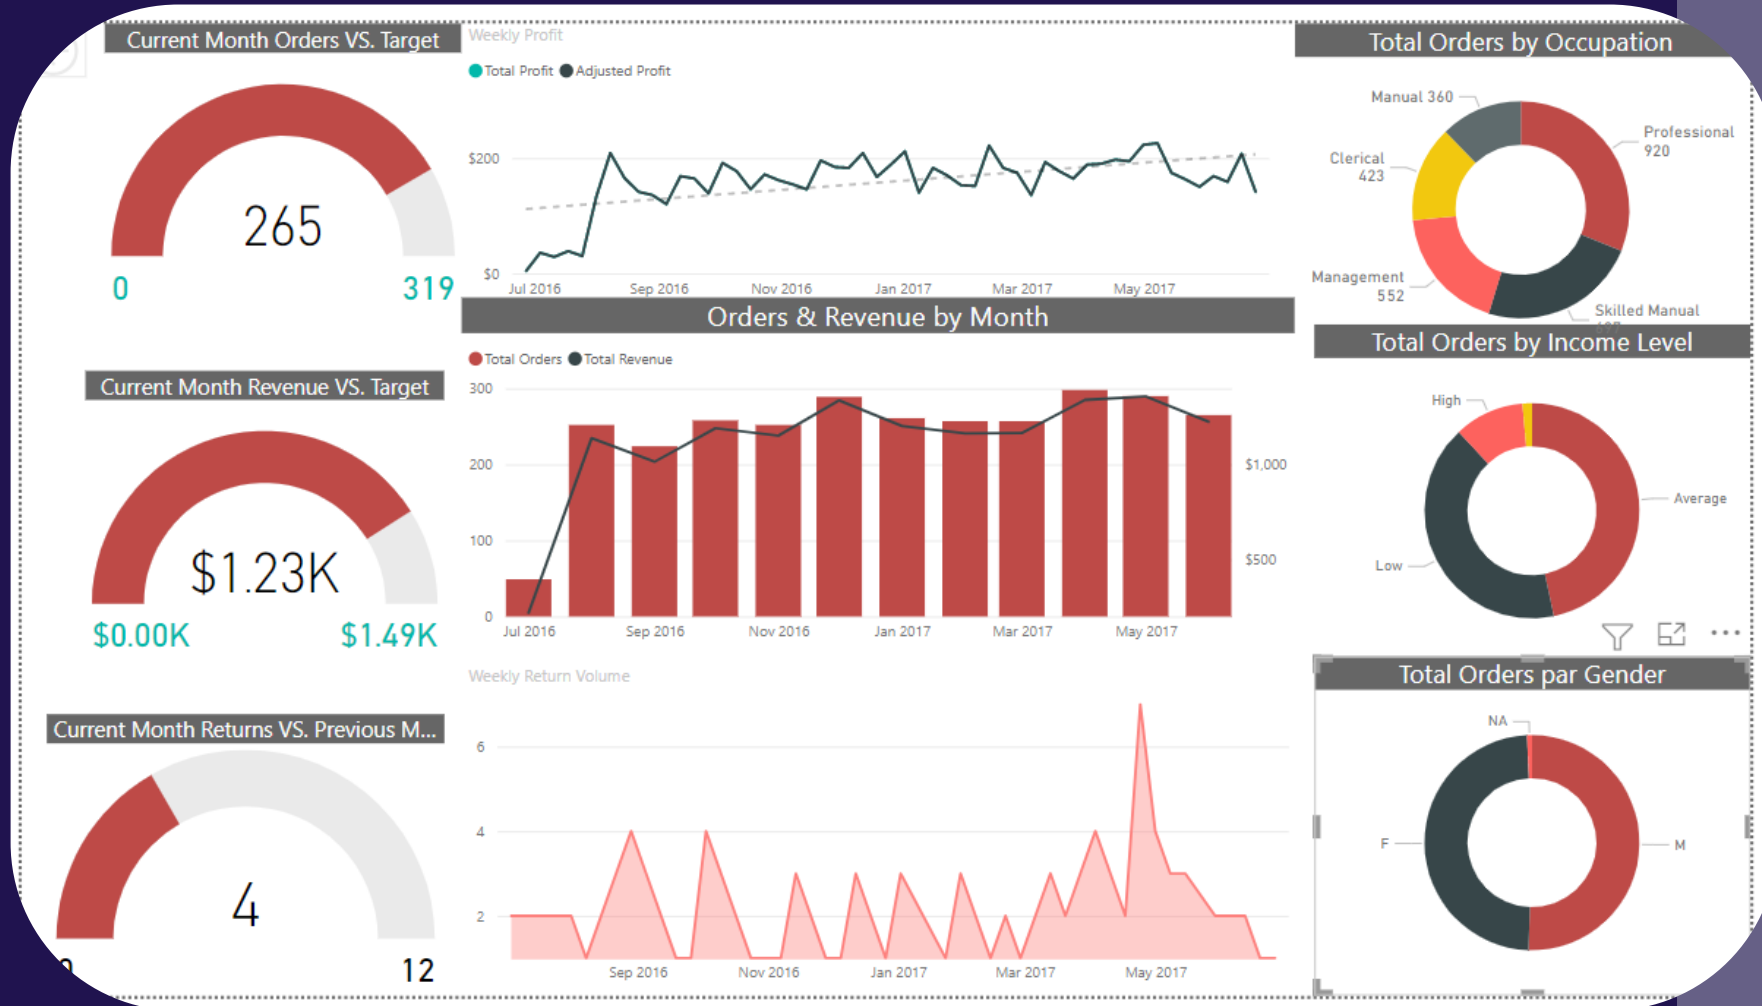 Current Month Orders VS. Target
265
0
319
Current Month Revenue VS. Target
$1.23K
$0.00K
$1.49K
Current Month Returns VS. Previous M...
4
12
Weekly Profit
Total Profit
Adjusted Profit
$200
$0
Jul 2016
Sep 2016
Nov 2016
Jan 2017
Mar 2017
May 2017
Orders & Revenue by Month
Total Orders
Total Revenue
300
200
100
0
$1,000
$500
Jul 2016
Sep 2016
Nov 2016
Jan 2017
Mar 2017
May 2017
Weekly Return Volume
6
4
2
Sep 2016
Nov 2016
Jan 2017
Mar 2017
May 2017
Total Orders by Occupation
Manual 360
Professional
920
Clerical
423
Management
552
Skilled Manual
Total Orders by Income Level
High
Average
Low
Total Orders par Gender
NA
F
M